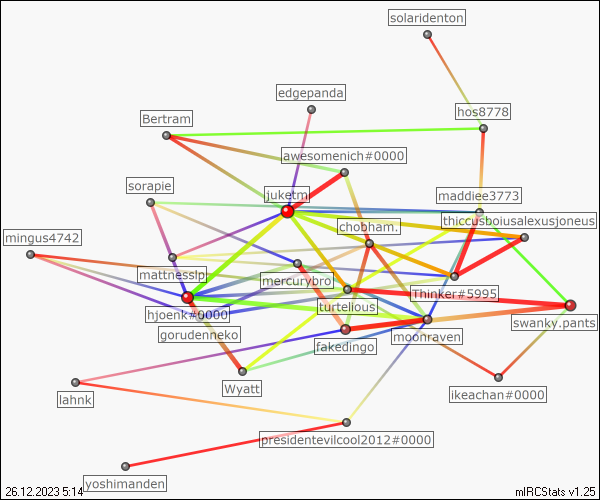 solaridenton
edgepanda
hos8778
Bertram
awesomenich#0000
sorapie
juketm
maddiee3773
thiccusboiusalexusjoneus
chobham.
mingus4742
mattnesslp
mercurybro
Thinker#5995
turtelious
hjoenk#0000
swanky.pants
gorudenneko
moonraven
fakedingo
Wyatt
ikeachan#0000
lahnk
presidentevilcool2012#0000
yoshimanden
26.12.2023 5:14
mIRCStats v1.25